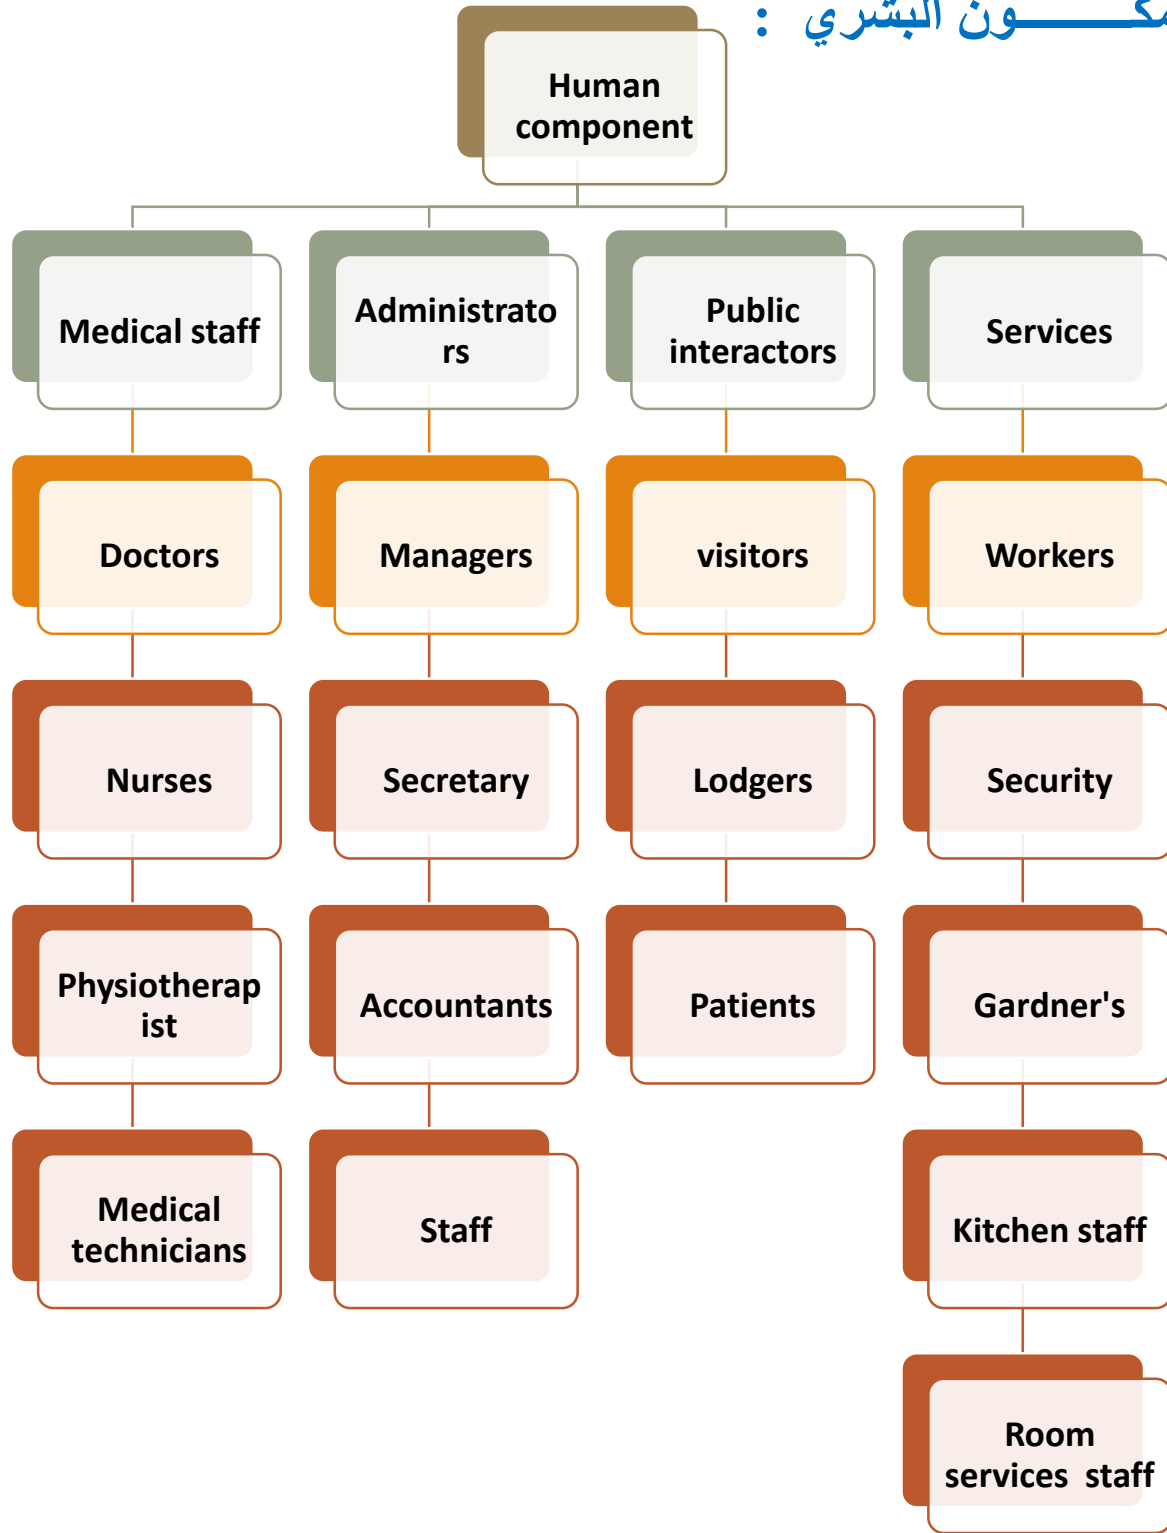 ون البشري :
Human
component
Medical staff
Administrato
rs
Public
interactors
Services
Doctors
Managers
visitors
Workers
Nurses
Secretary
Lodgers
Security
Physiotherap
ist
Accountants
Patients
Gardner's
Medical
technicians
Staff
Kitchen staff
Room
services staff